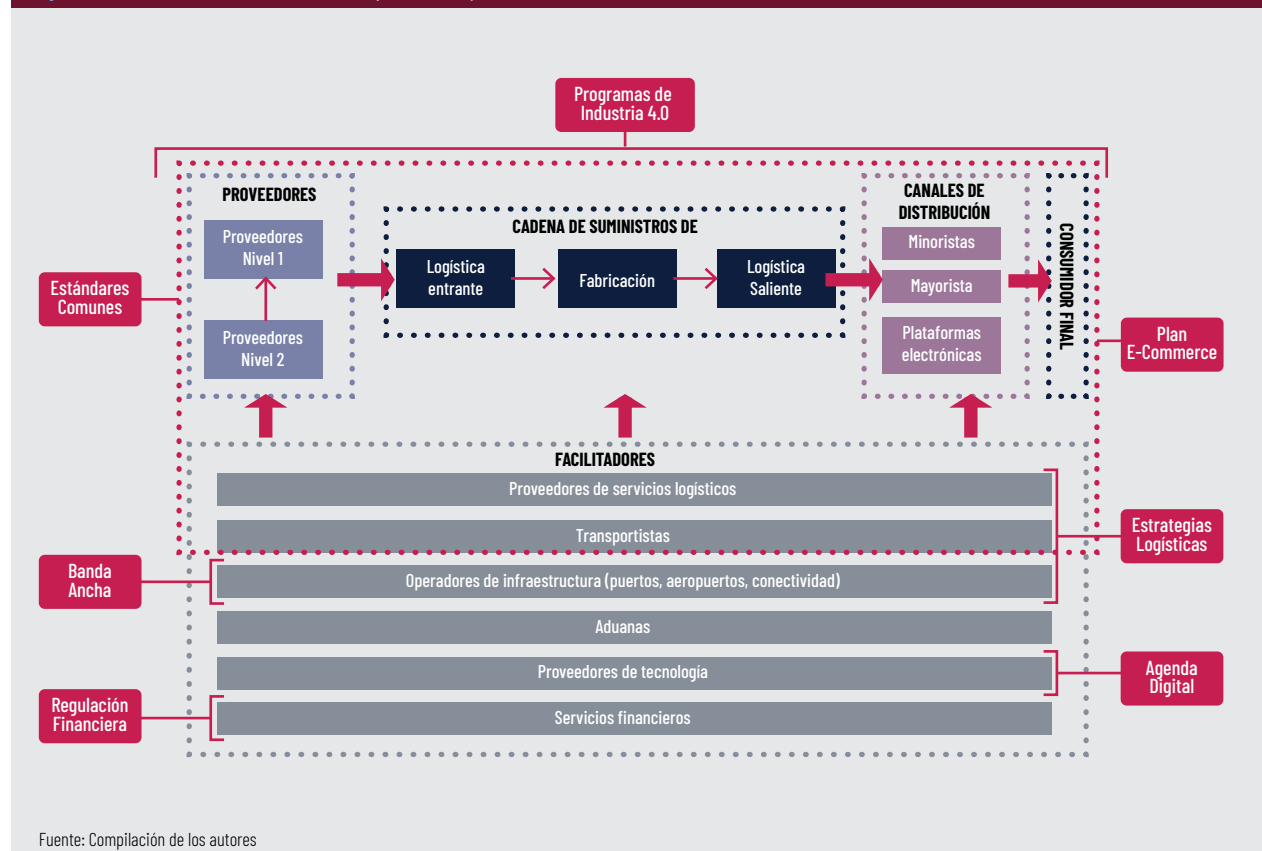 Programas de
Industria 4.0
PROVEEDORES
Proveedores
Nivel 1
Proveedores
Nivel 2
CADENA DE SUMINISTROS DE
Logística
entrante
Fabricación
Logística
Saliente
CANALES DE
DISTRIBUCIÓN
Minoristas
Mayorista
Plataformas
electrónicas
CONSUMIDOR FINAL
Estándares
Comunes
Plan
E-Commerce
FACILITADORES
Proveedores de servicios logísticos
Transportistas
Operadores de infraestructura (puertos, aeropuertos, conectividad)
Aduanas
Proveedores de tecnología
Servicios financieros
Estrategias
Logísticas
Banda
Ancha
Agenda
Digital
Regulación
Financiera
Fuente: Compilación de los autores